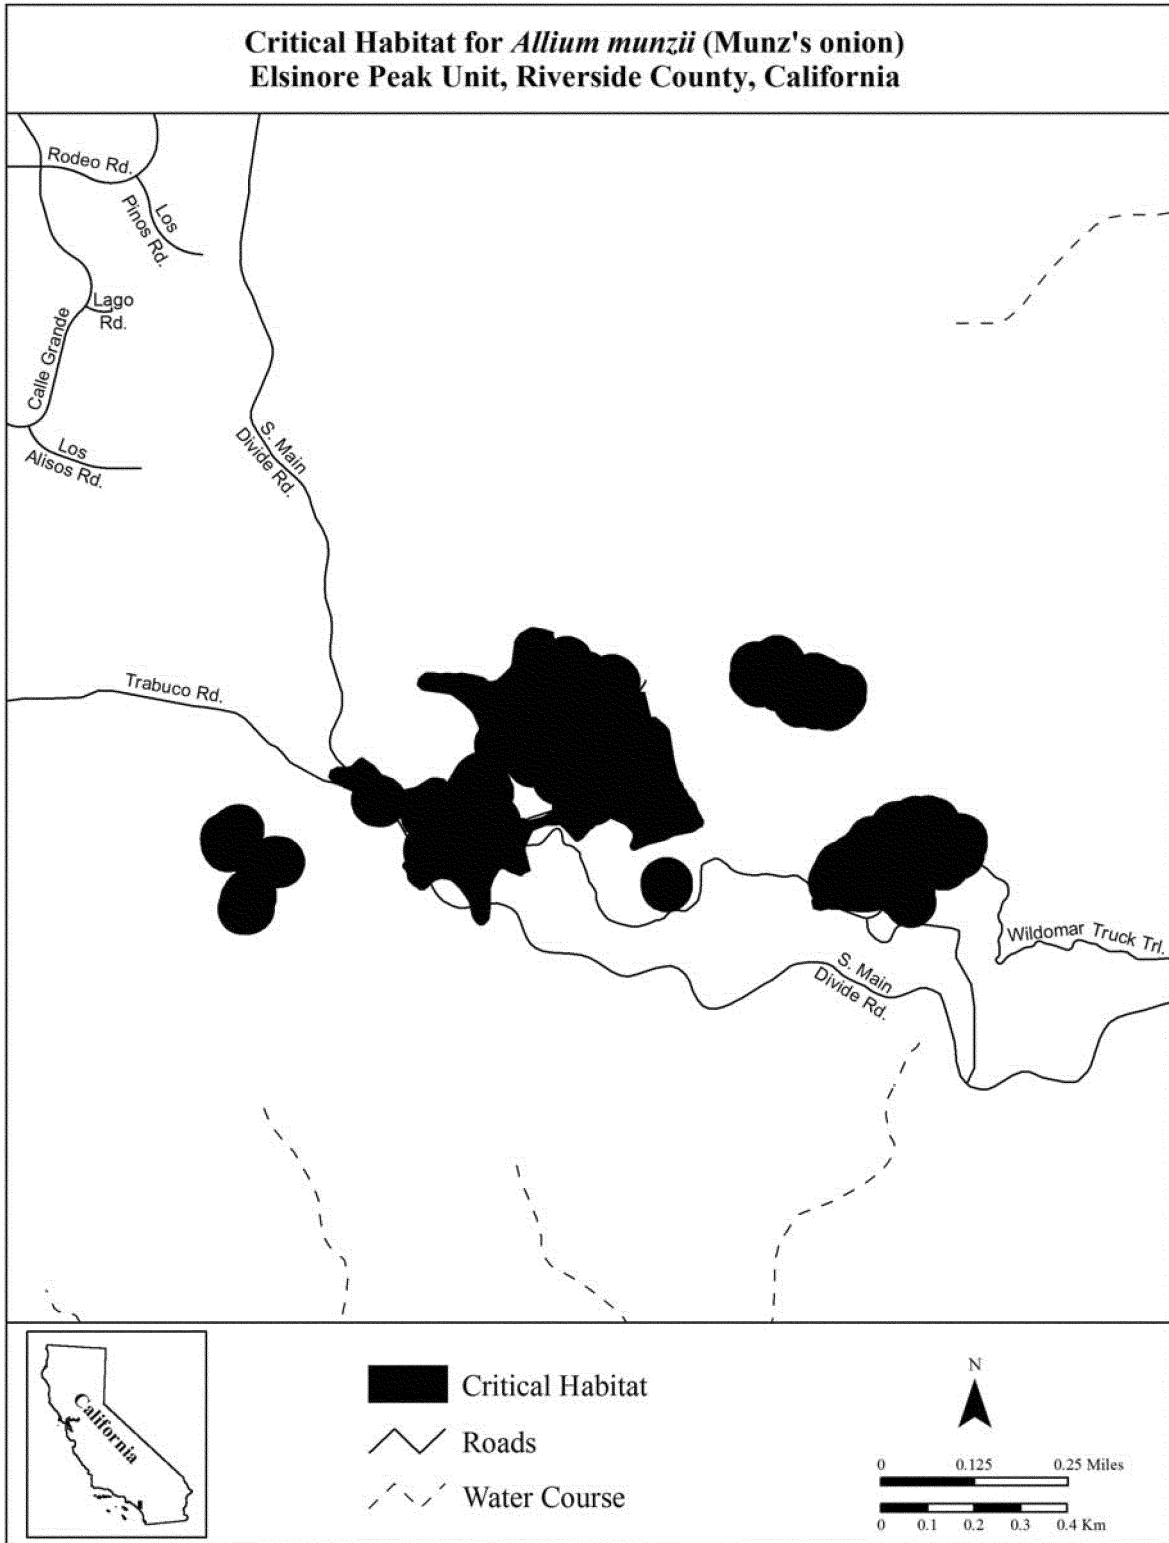 Critical Habitat for Allium munzii (Munz's onion)
Elsinore Peak Unit, Riverside County, California
Rodeo Rd.
Los
Pinos Rd.
Lago
Rd.
Calle Grande
Los
Alisos Rd.
S. Main
Divide Rd.
Trabuco Rd.
Wildomar Truck Trl.
S. Main
Divide Rd.
California
Critical Habitat
Roads
Water Course
N
0 0.125 0.25 Miles
0 0.1 0.2 0.3 0.4 Km